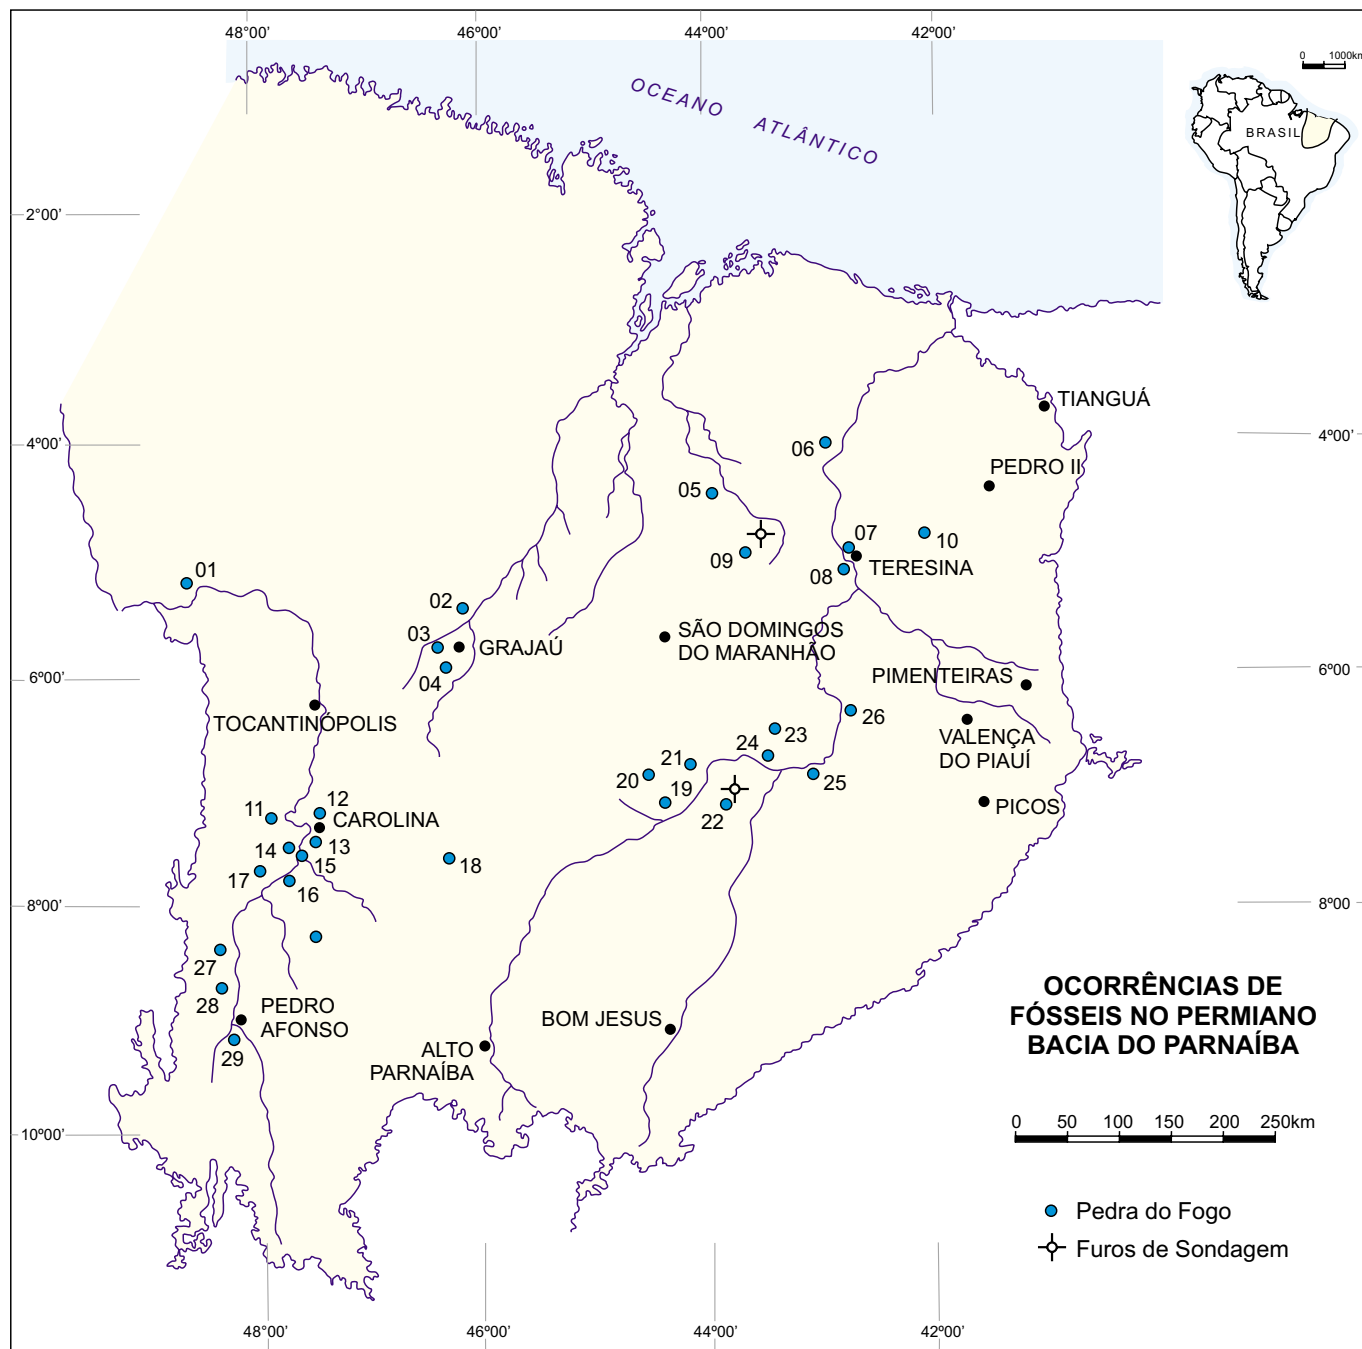 48°00'
46°00'
44°00'
42°00'
0 1000km
OCEANO ATLÂNTICO
BRASIL
2°00'
TIANGUÁ
4°00'
4°00'
06
PEDRO II
05
07
10
09
08
TERESINA
01
02
03
GRAJAÚ
SÃO DOMINGOS
DO MARANHÃO
04
PIMENTEIRAS
6°00'
6°00'
TOCANTINÓPOLIS
26
23
24
VALENÇA
DO PIAUÍ
21
20
19
25
11
12
CAROLINA
22
PICOS
13
14
15
18
17
16
8°00'
8°00
27
28
PEDRO
AFONSO
OCORRÊNCIAS DE
FÓSSEIS NO PERMIANO
BACIA DO PARNAÍBA
BOM JESUS
29
ALTO
PARNAÍBA
0 50 100 150 200 250km
10°00'
Pedra do Fogo
Furos de Sondagem
48°00'
46°00'
44°00'
42°00'